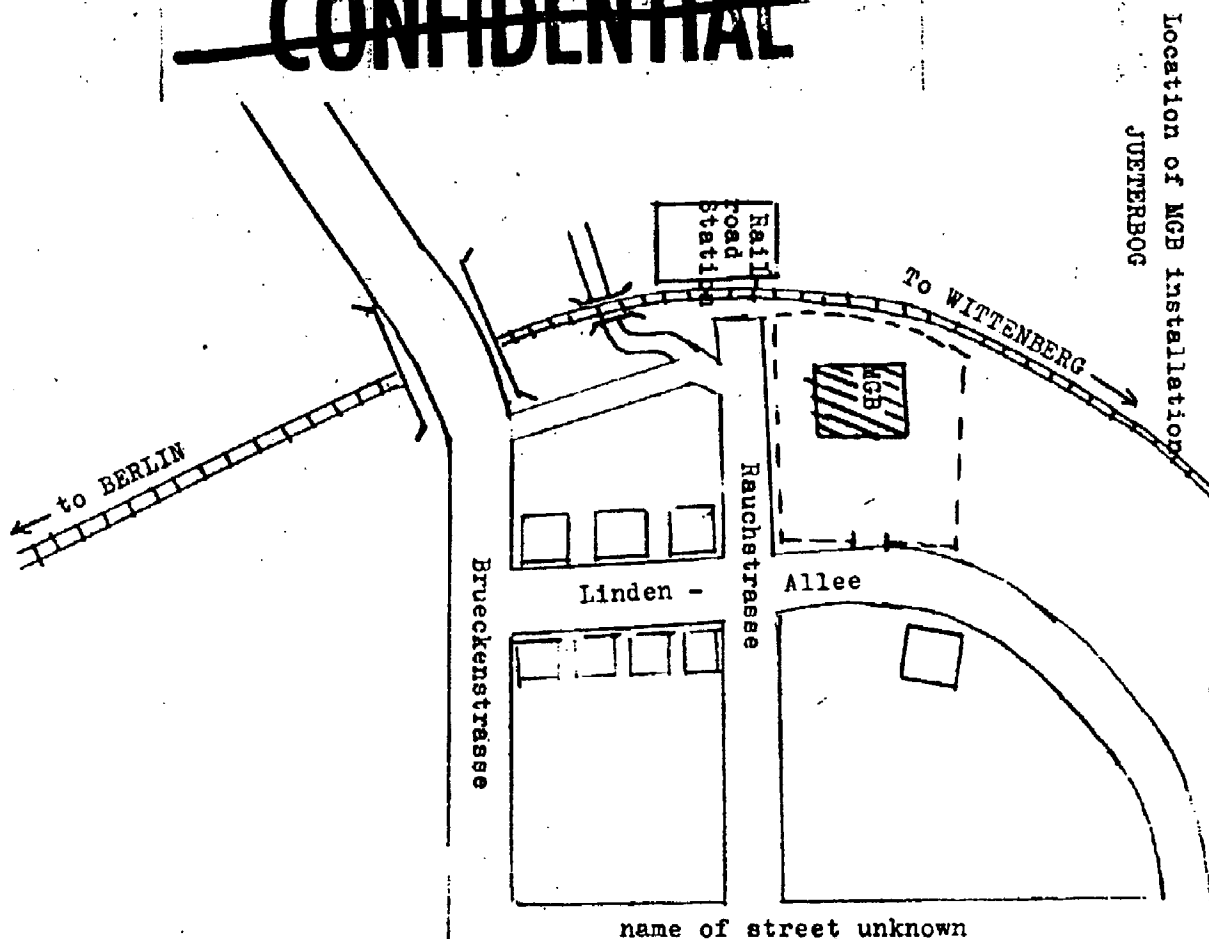 CONFIDENTIAL
Location of MGB installation
JUETERBOG
Rail
road
Stati
To WITTENBERG
MGB
to BERLIN
Rauchstrasse
Linden - Allee
Brueckenstrasse
name of street unknown